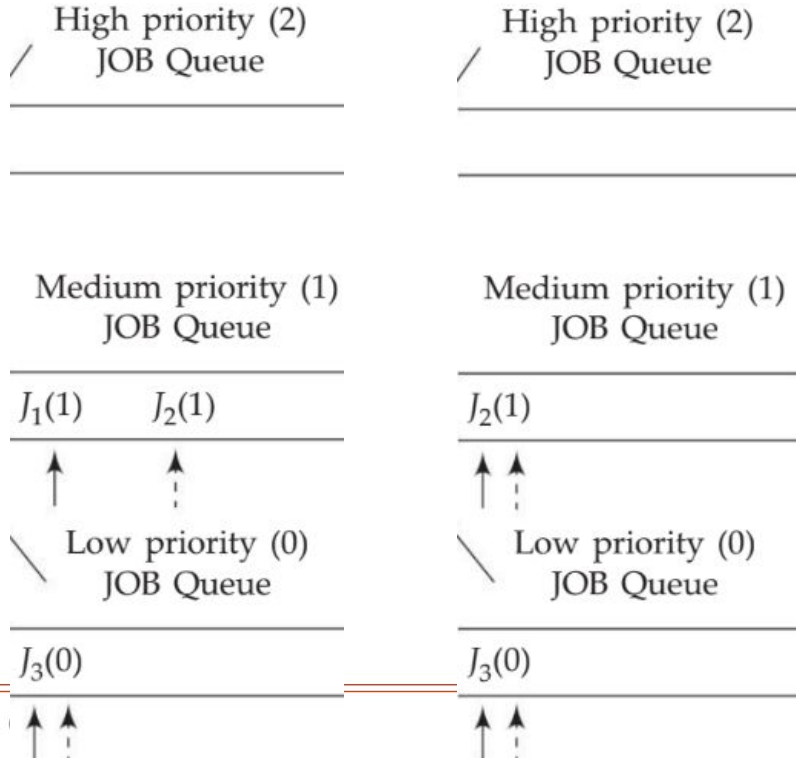 High priority (2)
JOB Queue
Medium priority (1)
JOB Queue
J₁(1) J₂(1)
Low priority (0)
JOB Queue
J₃(0)
High priority (2)
JOB Queue
Medium priority (1)
JOB Queue
J₂(1)
Low priority (0)
JOB Queue
J₃(0)